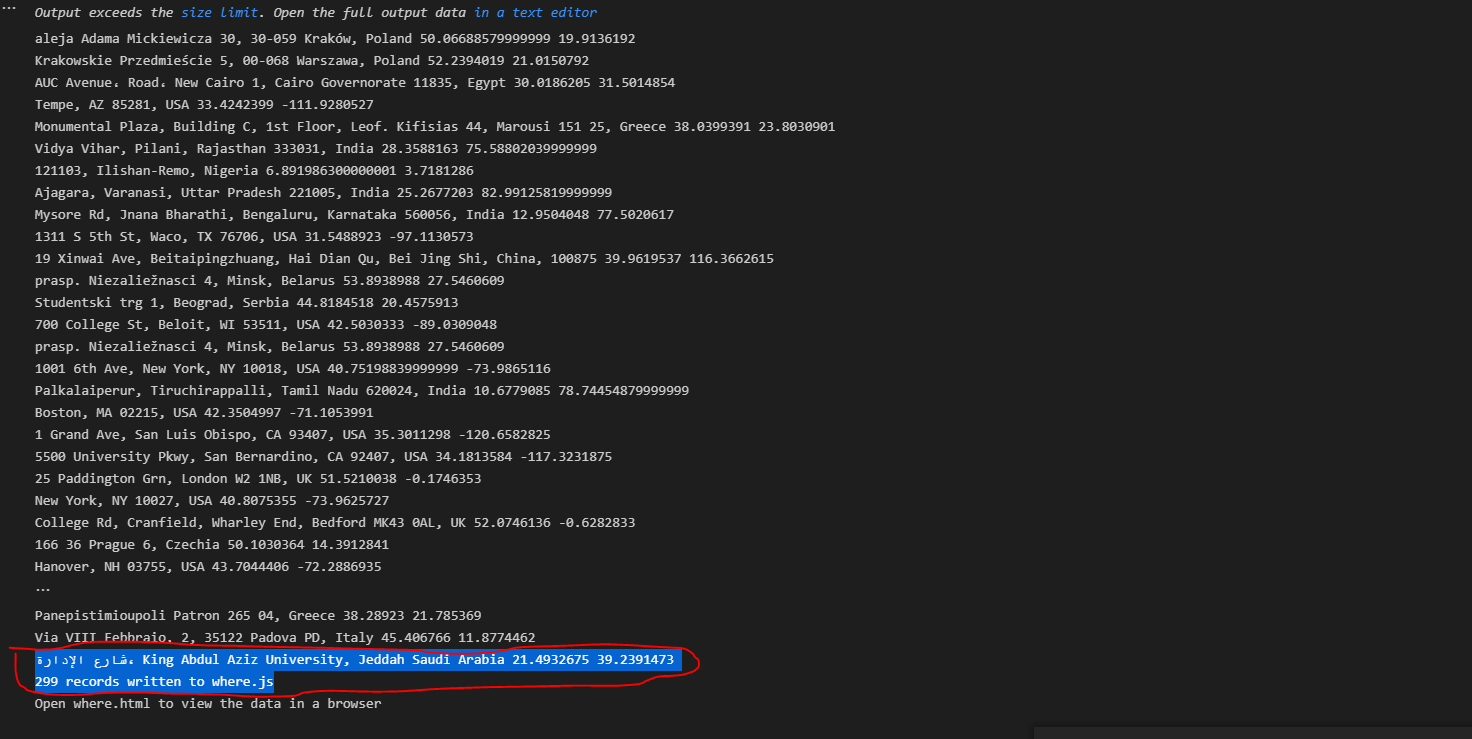 ...
Output exceeds the size limit. Open the full output data in a text editor
aleja Adama Mickiewicza 30, 30-059 Kraków, Poland 50.06688579999999 19.9136192
Krakowskie Przedmieście 5, 00-068 Warszawa, Poland 52.2394019 21.0150792
AUC Avenue، Road، New Cairo 1, Cairo Governorate 11835, Egypt 30.0186205 31.5014854
Tempe, AZ 85281, USA 33.4242399 -111.9280527
Monumental Plaza, Building C, 1st Floor, Leof. Kifisias 44, Marousi 151 25, Greece 38.0399391 23.8030901
Vidya Vihar, Pilani, Rajasthan 333031, India 28.3588163 75.58802039999999
121103, Ilishan-Remo, Nigeria 6.891986300000001 3.7181286
Ajagara, Varanasi, Uttar Pradesh 221005, India 25.2677203 82.99125819999999
Mysore Rd, Jnana Bharathi, Bengaluru, Karnataka 560056, India 12.9504048 77.5020617
1311 S 5th St, Waco, TX 76706, USA 31.5488923 -97.1130573
19 Xinwai Ave, Beitaipingzhuang, Hai Dian Qu, Bei Jing Shi, China, 100875 39.9619537 116.3662615
prasp. Niezaliežnasci 4, Minsk, Belarus 53.8938988 27.5460609
Studentski trg 1, Beograd, Serbia 44.8184518 20.4575913
700 College St, Beloit, WI 53511, USA 42.5030333 -89.0309048
prasp. Niezaliežnasci 4, Minsk, Belarus 53.8938988 27.5460609
1001 6th Ave, New York, NY 10018, USA 40.75198839999999 -73.9865116
Palkalaiperur, Tiruchirappalli, Tamil Nadu 620024, India 10.6779085 78.74454879999999
Boston, MA 02215, USA 42.3504997 -71.1053991
1 Grand Ave, San Luis Obispo, CA 93407, USA 35.3011298 -120.6582825
5500 University Pkwy, San Bernardino, CA 92407, USA 34.1813584 -117.3231875
25 Paddington Grn, London W2 1NB, UK 51.5210038 -0.1746353
New York, NY 10027, USA 40.8075355 -73.9625727
College Rd, Cranfield, Wharley End, Bedford MK43 0AL, UK 52.0746136 -0.6282833
166 36 Prague 6, Czechia 50.1030364 14.3912841
Hanover, NH 03755, USA 43.7044406 -72.2886935
...
Panepistimioupoli Patron 265 04, Greece 38.28923 21.785369
Via VIII Febbraio, 2, 35122 Padova PD, Italy 45.406766 11.8774462
شارع الإدارة، King Abdul Aziz University, Jeddah Saudi Arabia 21.4932675 39.2391473
299 records written to where.js
Open where.html to view the data in a browser